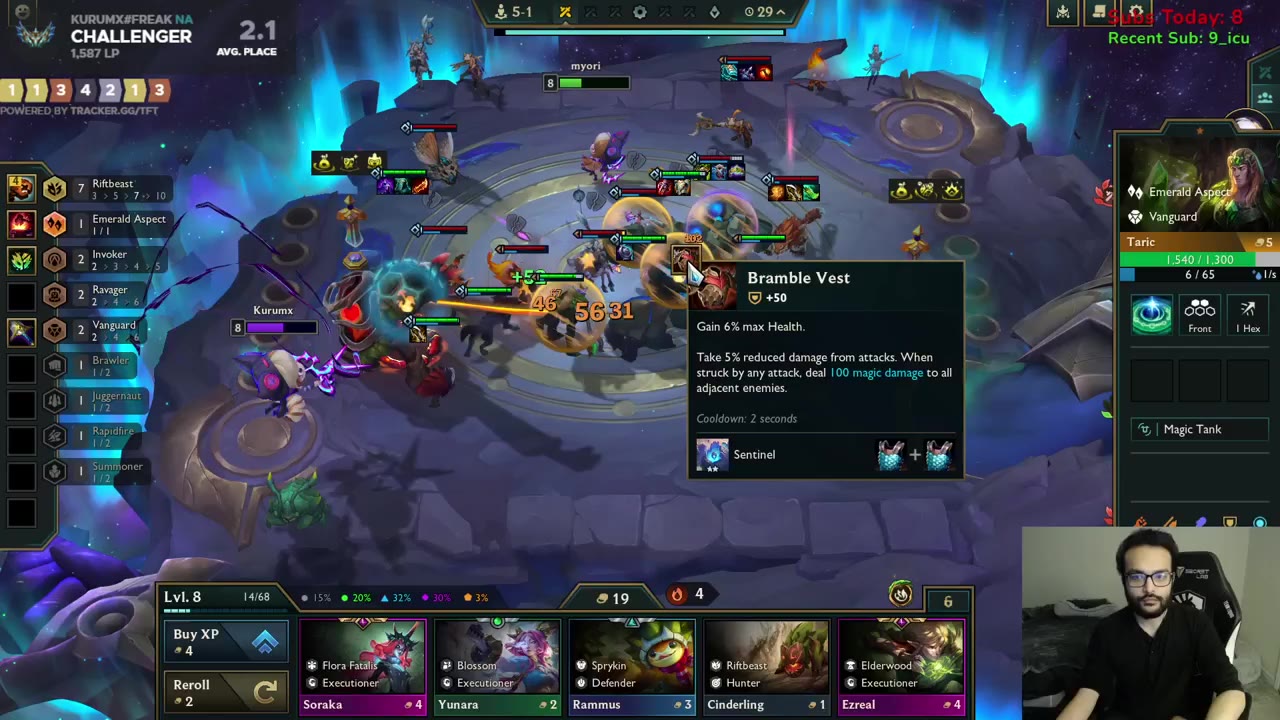 KURUMX#FREAK NA
CHALLENGER
1,587 LP
2.1
AVG. PLACE
1 1 3 4 2 1 3
POWERED BY TRACKER.GG/TFT
5-1
29
Subs Today: 8
Recent Sub: 9_icu
myori
8
7 Riftbeast
3 > 5 > 7 > 10
1 Emerald Aspect
1 / 1
2 Invoker
2 > 3 > 4 > 5
2 Ravager
2 > 4 > 6
2 Vanguard
2 > 4 > 6
1 Brawler
1 / 2
1 Juggernaut
1 / 2
1 Rapidfire
1 / 2
1 Summoner
1 / 2
Kurumx
8
102
46
56
31
Bramble Vest
+50
Gain 6% max Health.
Take 5% reduced damage from attacks. When
struck by any attack, deal 100 magic damage to all
adjacent enemies.
Cooldown: 2 seconds
Sentinel
+
Emerald Aspect
Vanguard
Taric
5
1,540 / 1,300
6 / 65
1/s
Front
1 Hex
Magic Tank
Lvl. 8
14/68
15%
20%
32%
30%
3%
19
4
6
Buy XP
4
Reroll
2
Flora Fatalis
Executioner
Soraka
4
Blossom
Executioner
Yunara
2
Sprykin
Defender
Rammus
3
Riftbeast
Hunter
Cinderling
1
Elderwood
Executioner
Ezreal
4
SECRET LAB